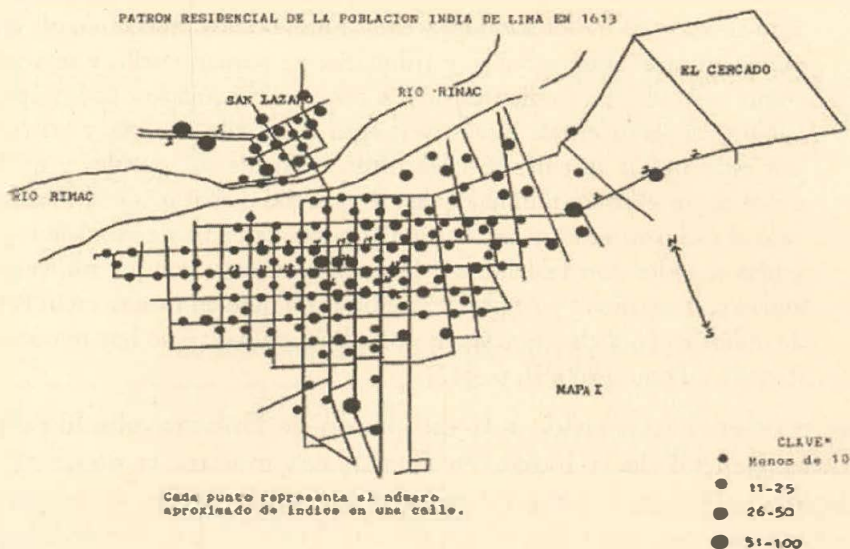 PATRON RESIDENCIAL DE LA POBLACION INDIA DE LIMA EN 1613
EL CERCADO
SAN LAZARO
RIO RIMAC
RIO RIMAC
N
S
MAPA I
CLAVE*
Menos de 10
11-25
26-50
51-100
Cada punto representa el número
aproximado de indios en una calle.